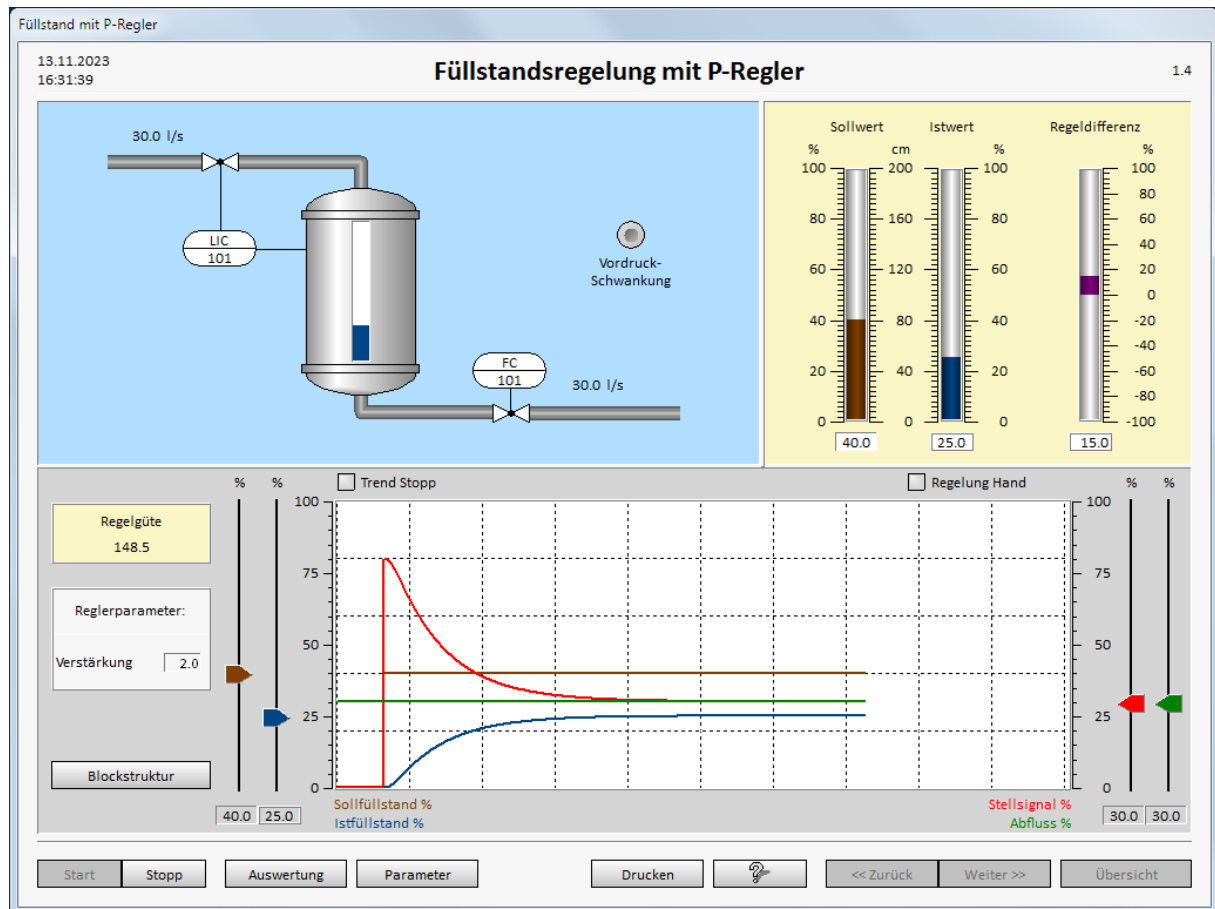 Füllstand mit P-Regler
13.11.2023
16:31:39
Füllstandsregelung mit P-Regler
1.4
30.0 l/s
LIC
101
Vordruck-
Schwankung
FC
101
30.0 l/s
Sollwert Istwert Regeldifferenz
% cm % %
100 200 100 100
80
80 160 80 60
40
60 120 60 20
0
40 80 40 -20
-40
20 40 20 -60
-80
0 0 0 -100
40.0 25.0 15.0
% % Trend Stopp Regelung Hand % %
Regelgüte
148.5
Reglerparameter:
Verstärkung 2.0
Blockstruktur
100 100
75 75
50 50
25 25
0 0
40.0 25.0
Sollfüllstand %
Istfüllstand %
Stellsignal %
Abfluss %
30.0 30.0
Start Stopp Auswertung Parameter Drucken ? << Zurück Weiter >> Übersicht